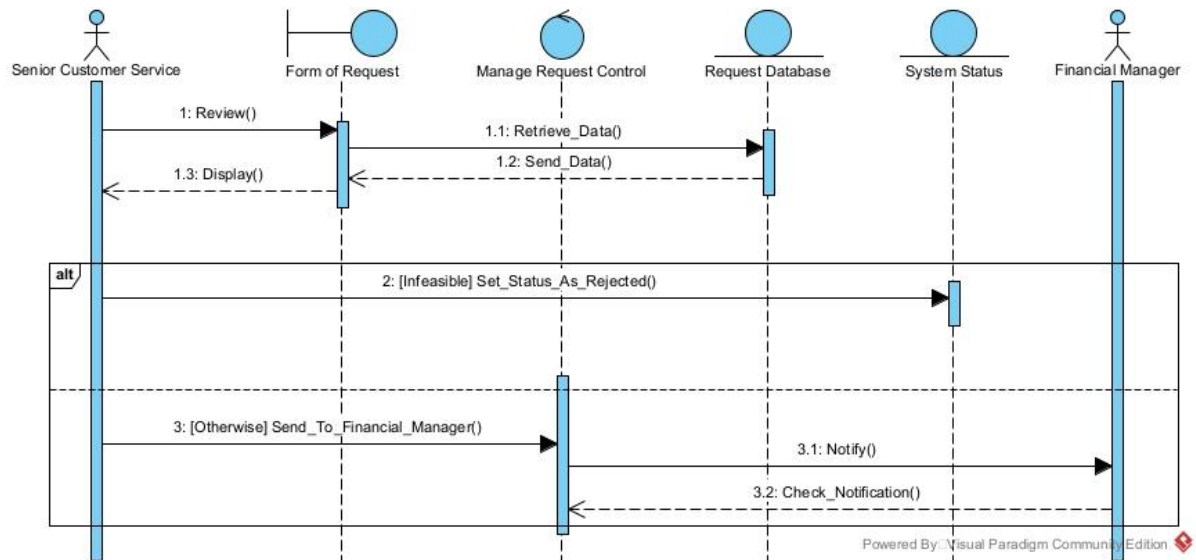 Senior Customer Service
Form of Request
Manage Request Control
Request Database
System Status
Financial Manager
1: Review()
1.1: Retrieve_Data()
1.2: Send_Data()
1.3: Display()
alt
2: [Infeasible] Set_Status_As_Rejected()
3: [Otherwise] Send_To_Financial_Manager()
3.1: Notify()
3.2: Check_Notification()
Powered By Visual Paradigm Community Edition